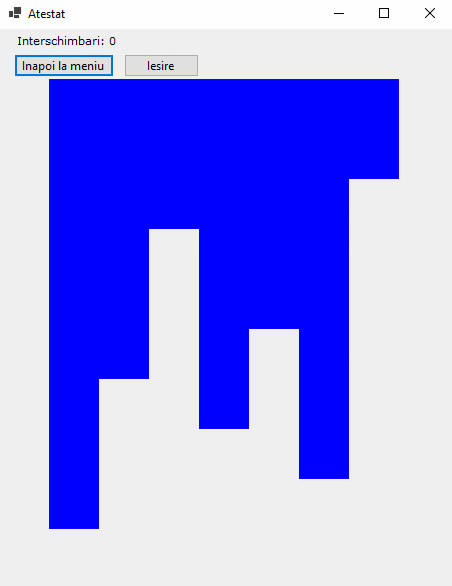 Atestat
Interschimbari: 0
Inapoi la meniu
Iesire